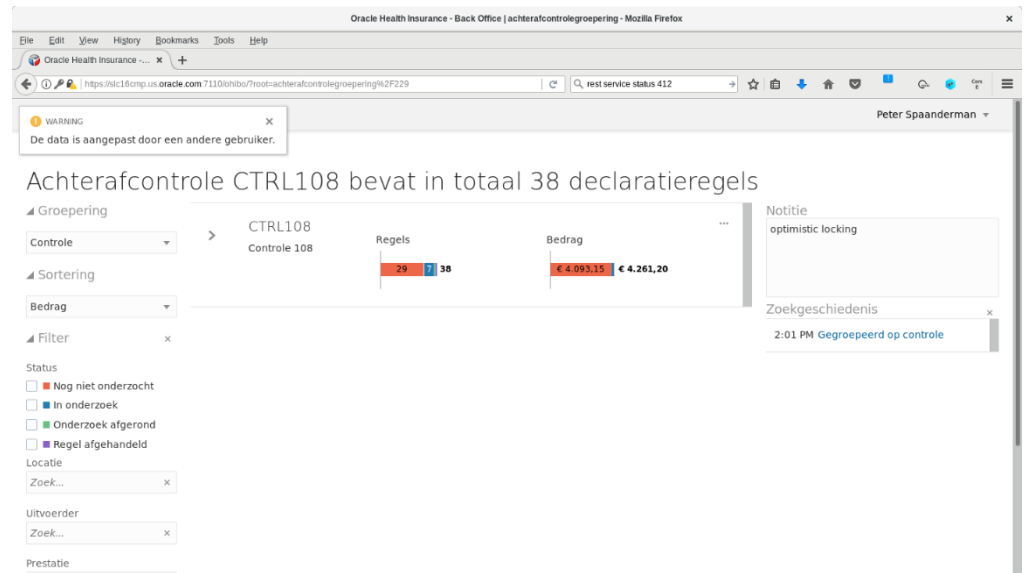 Oracle Health Insurance - Back Office | achterafcontrolegroepering - Mozilla Firefox
File Edit View History Bookmarks Tools Help
Oracle Health Insurance -...
https://slc16cmp.us.oracle.com:7110/ohibo/?root=achterafcontrolegroepering%2F229
rest service status 412
WARNING
De data is aangepast door een andere gebruiker.
Peter Spaanderman
Achterafcontrole CTRL108 bevat in totaal 38 declaratieregels
Groepering
Controle
Sortering
Bedrag
Filter
Status
Nog niet onderzocht
In onderzoek
Onderzoek afgerond
Regel afgehandeld
Locatie
Zoek...
Uitvoerder
Zoek...
Prestatie
CTRL108
Controle 108
Regels
29 7 38
Bedrag
€ 4.093,15 € 4.261,20
...
Notitie
optimistic locking
Zoekgeschiedenis
2:01 PM Gegroepeerd op controle